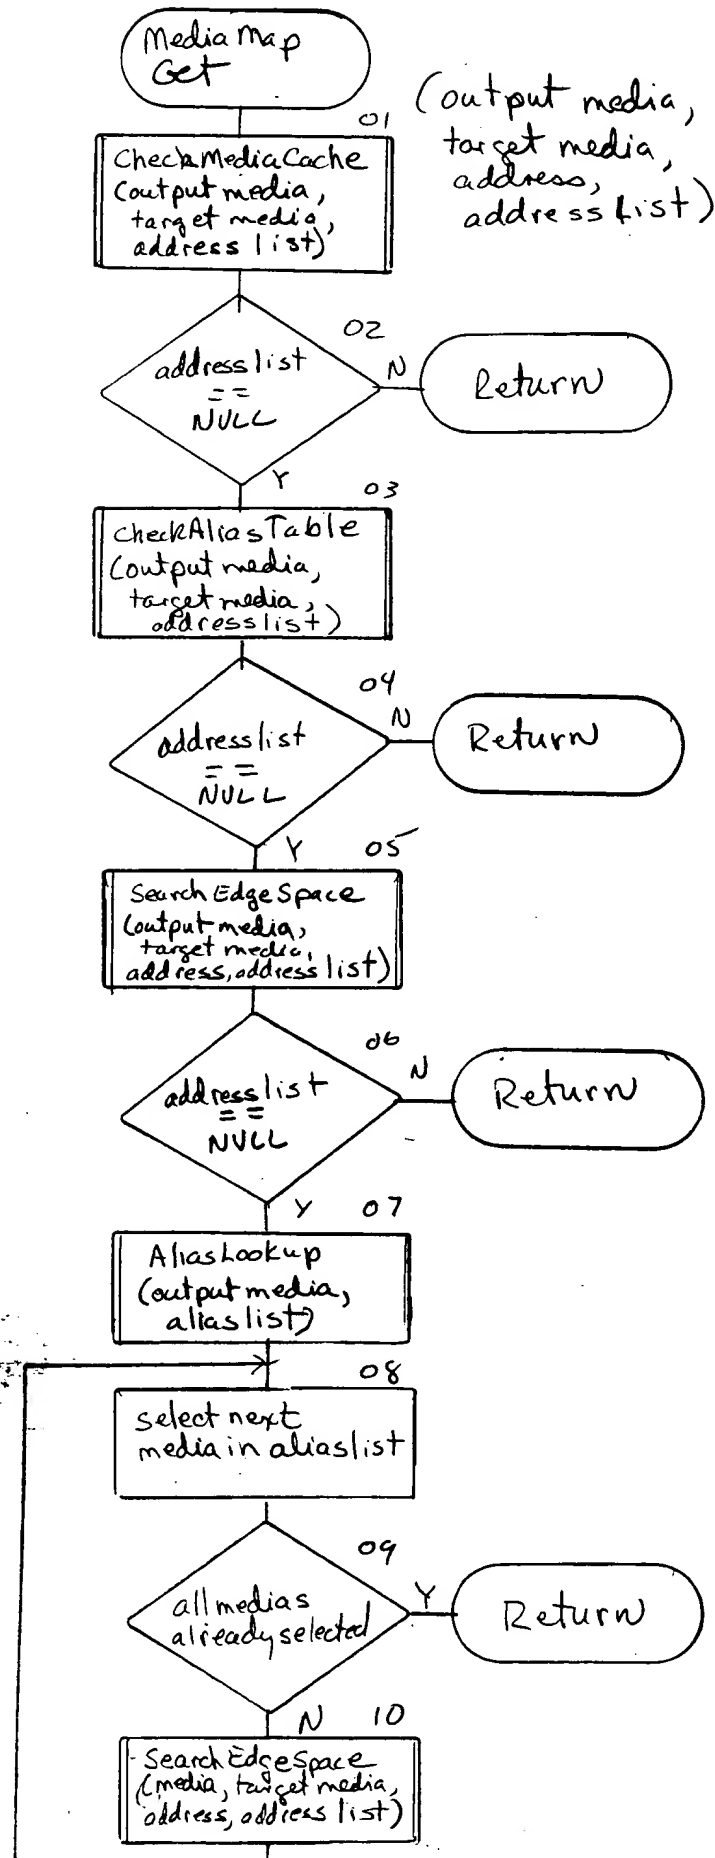 Media Map
Get
(output media,
target media,
address,
address list)
01
CheckMediaCache
(output media,
target media,
address list)
02
address list
==
NULL
N
Return
Y
03
CheckAliasTable
(output media,
target media,
address list)
04
address list
==
NULL
N
Return
Y
05
Search Edge Space
(output media,
target media,
address, address list)
06
address list
==
NULL
N
Return
Y
07
Alias Lookup
(output media,
alias list)
08
select next
media in alias list
09
all medias
already selected
Y
Return
N
10
Search Edge Space
(media, target media,
address, address list)